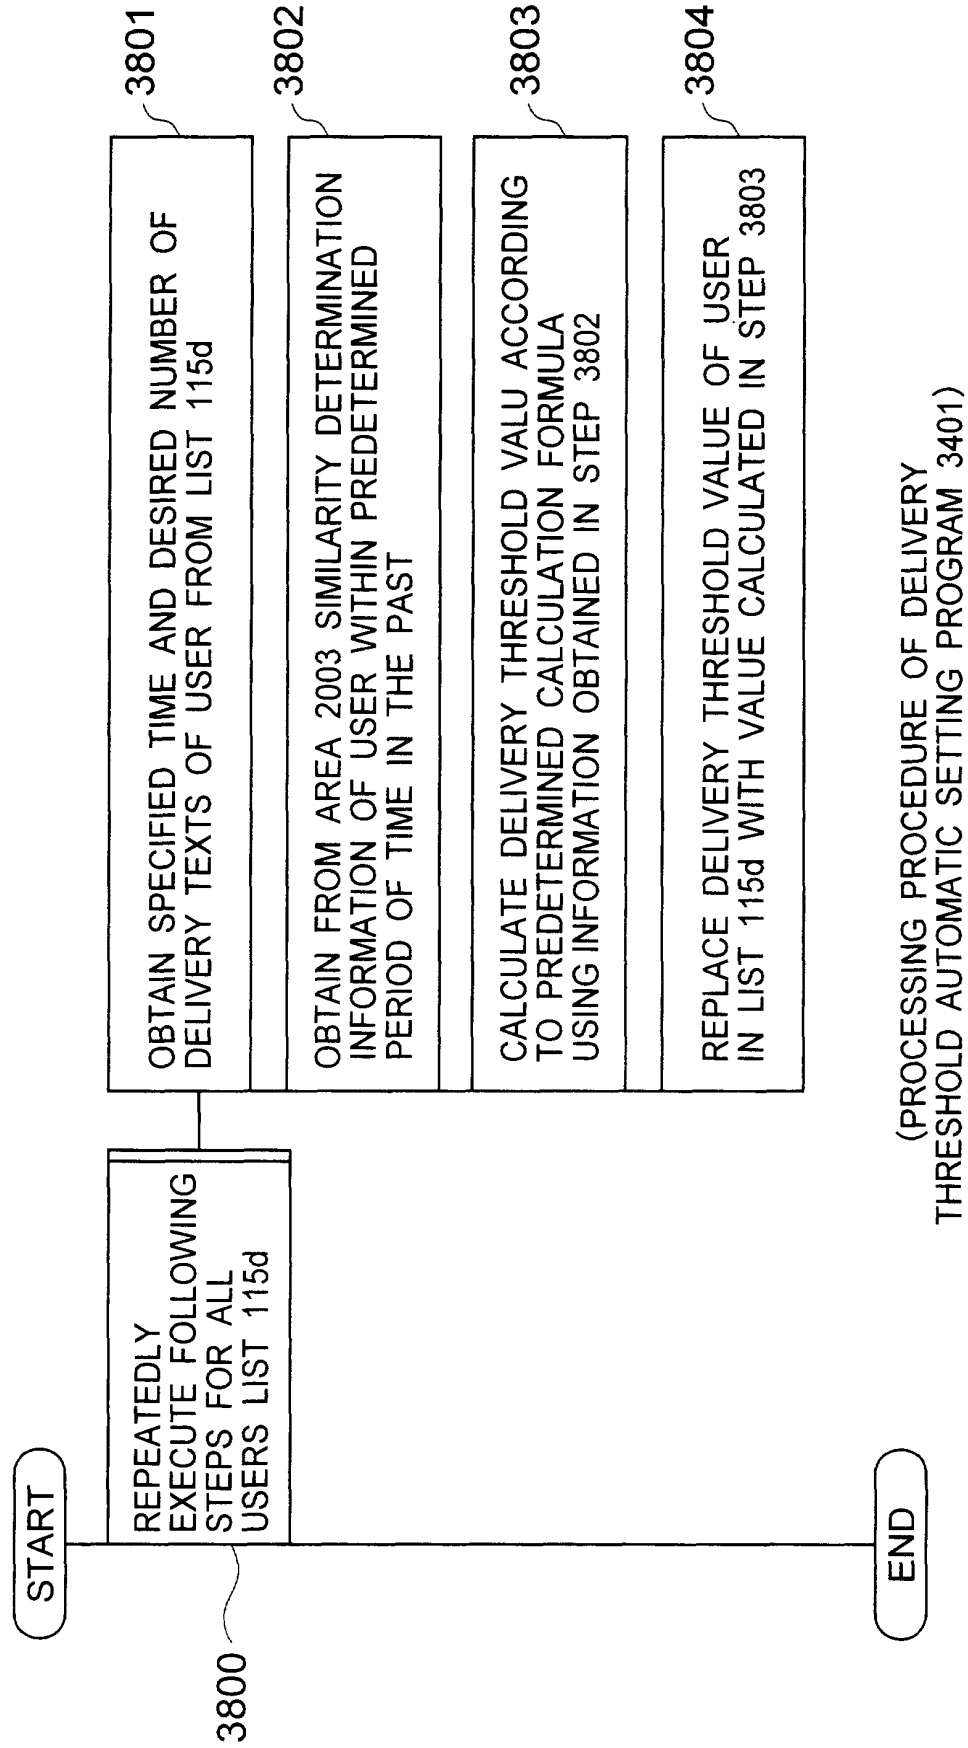 START
3800
REPEATEDLY
EXECUTE FOLLOWING
STEPS FOR ALL
USERS LIST 115d
OBTAIN SPECIFIED TIME AND DESIRED NUMBER OF
DELIVERY TEXTS OF USER FROM LIST 115d
3801
OBTAIN FROM AREA 2003 SIMILARITY DETERMINATION
INFORMATION OF USER WITHIN PREDETERMINED
PERIOD OF TIME IN THE PAST
3802
CALCULATE DELIVERY THRESHOLD VALU ACCORDING
TO PREDETERMINED CALCULATION FORMULA
USING INFORMATION OBTAINED IN STEP 3802
3803
REPLACE DELIVERY THRESHOLD VALUE OF USER
IN LIST 115d WITH VALUE CALCULATED IN STEP 3803
3804
END
(PROCESSING PROCEDURE OF DELIVERY
THRESHOLD AUTOMATIC SETTING PROGRAM 3401)